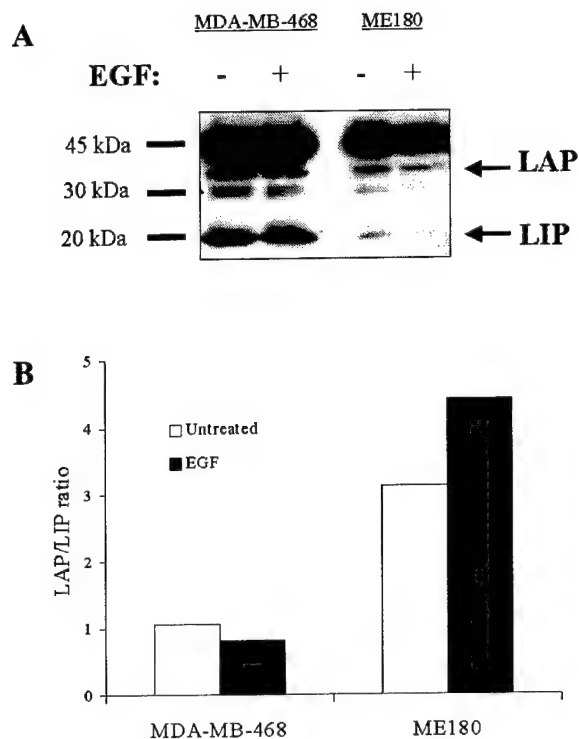 A
MDA-MB-468 ME180
EGF: - + - +
45 kDa
30 kDa
20 kDa
LAP
LIP
B
5
4
3
2
1
0
LAP/LIP ratio
Untreated
EGF
MDA-MB-468 ME180